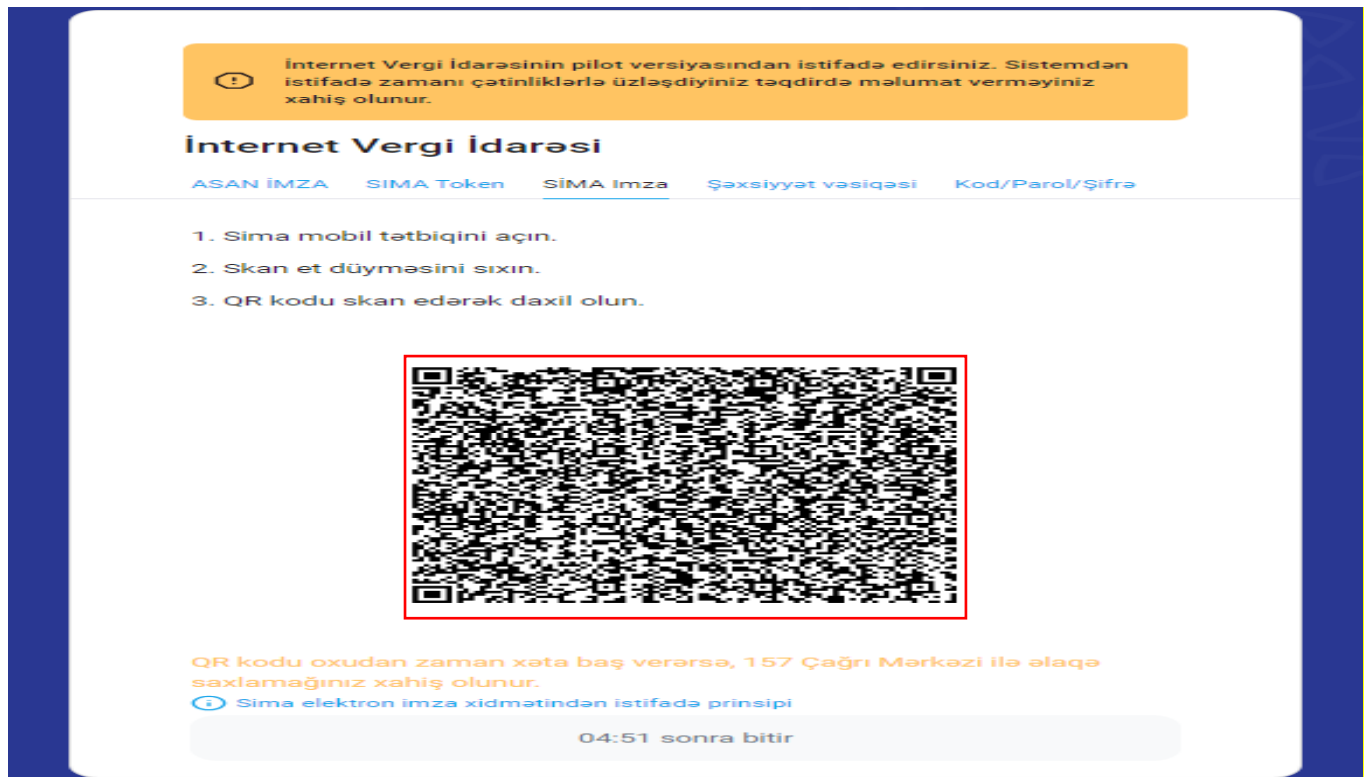 İnternet Vergi İdarəsinin pilot versiyasından istifadə edirsiniz. Sistemdən
istifadə zamanı çətinliklərlə üzləşdiyiniz təqdirdə məlumat verməyiniz
xahiş olunur.
İnternet Vergi İdarəsi
ASAN İMZA SIMA Token SİMA Imza Şəxsiyyət vəsiqəsi Kod/Parol/Şifrə
1. Sima mobil tətbiqini açın.
2. Skan et düyməsini sıxın.
3. QR kodu skan edərək daxil olun.
QR kodu oxudan zaman xəta baş verərsə, 157 Çağrı Mərkəzi ilə əlaqə
saxlamağınız xahiş olunur.
Sima elektron imza xidmətindən istifadə prinsipi
04:51 sonra bitir